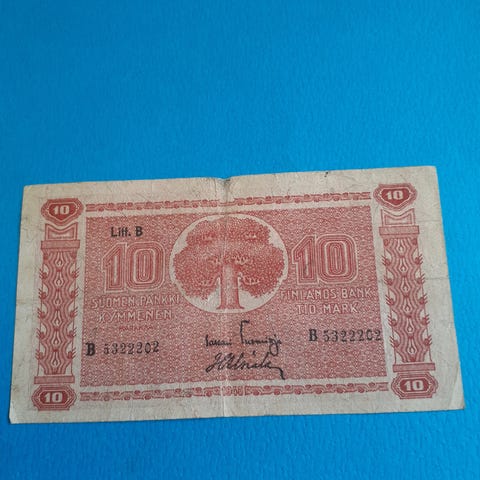 10 10
Litt. B
10 10
SUOMEN PANKKI FINLANDS BANK
KYMMENEN TIO MARK
B 5322202 B 5322202
10 10